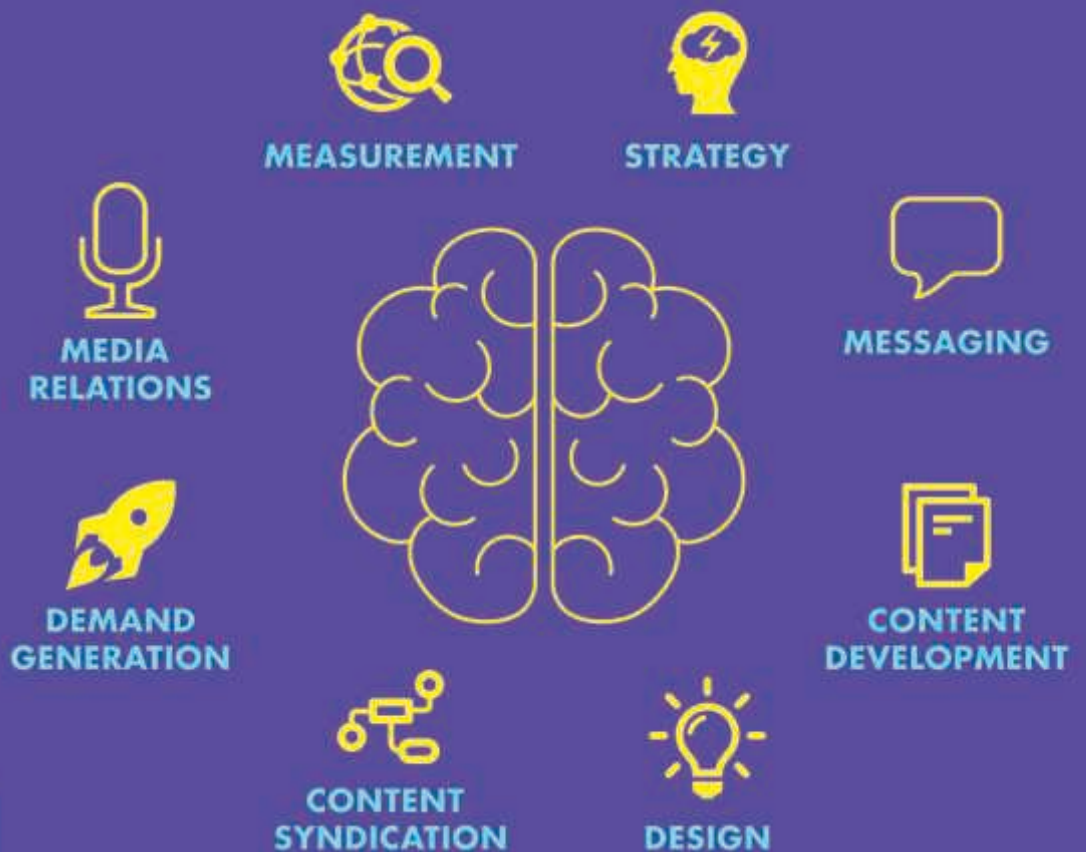 MEASUREMENT
STRATEGY
MESSAGING
CONTENT
DEVELOPMENT
DESIGN
CONTENT
SYNDICATION
DEMAND
GENERATION
MEDIA
RELATIONS